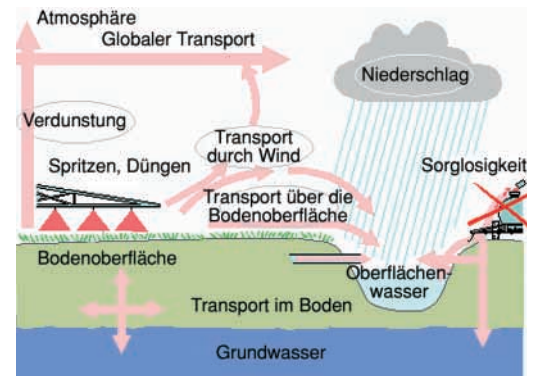 Atmosphäre
Globaler Transport
Niederschlag
Verdunstung
Transport
durch Wind
Spritzen, Düngen
Sorglosigkeit
Transport über die
Bodenoberfläche
Bodenoberfläche
Oberflächen-
wasser
Transport im Boden
Grundwasser